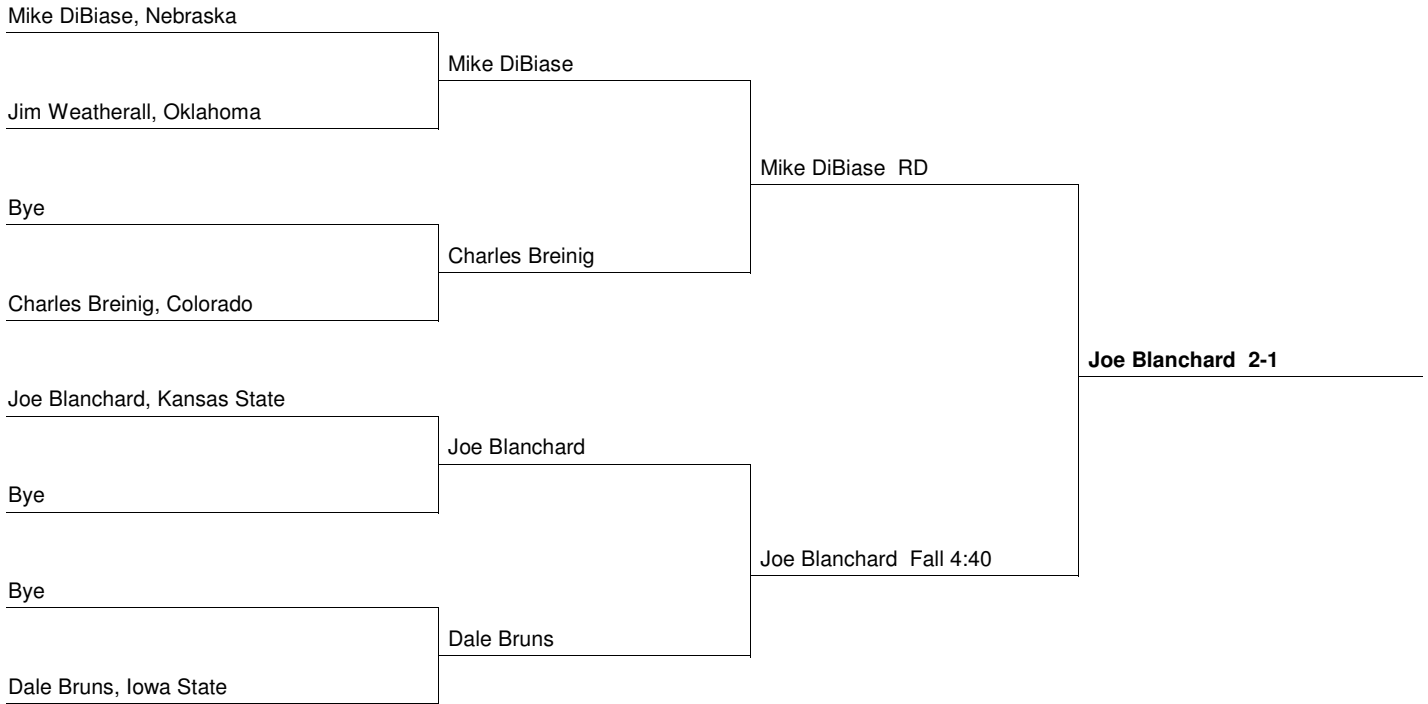 Mike DiBiase, Nebraska
Mike DiBiase
Jim Weatherall, Oklahoma
Mike DiBiase  RD
Bye
Charles Breinig
Charles Breinig, Colorado
Joe Blanchard  2-1
Joe Blanchard, Kansas State
Joe Blanchard
Bye
Joe Blanchard  Fall 4:40
Bye
Dale Bruns
Dale Bruns, Iowa State